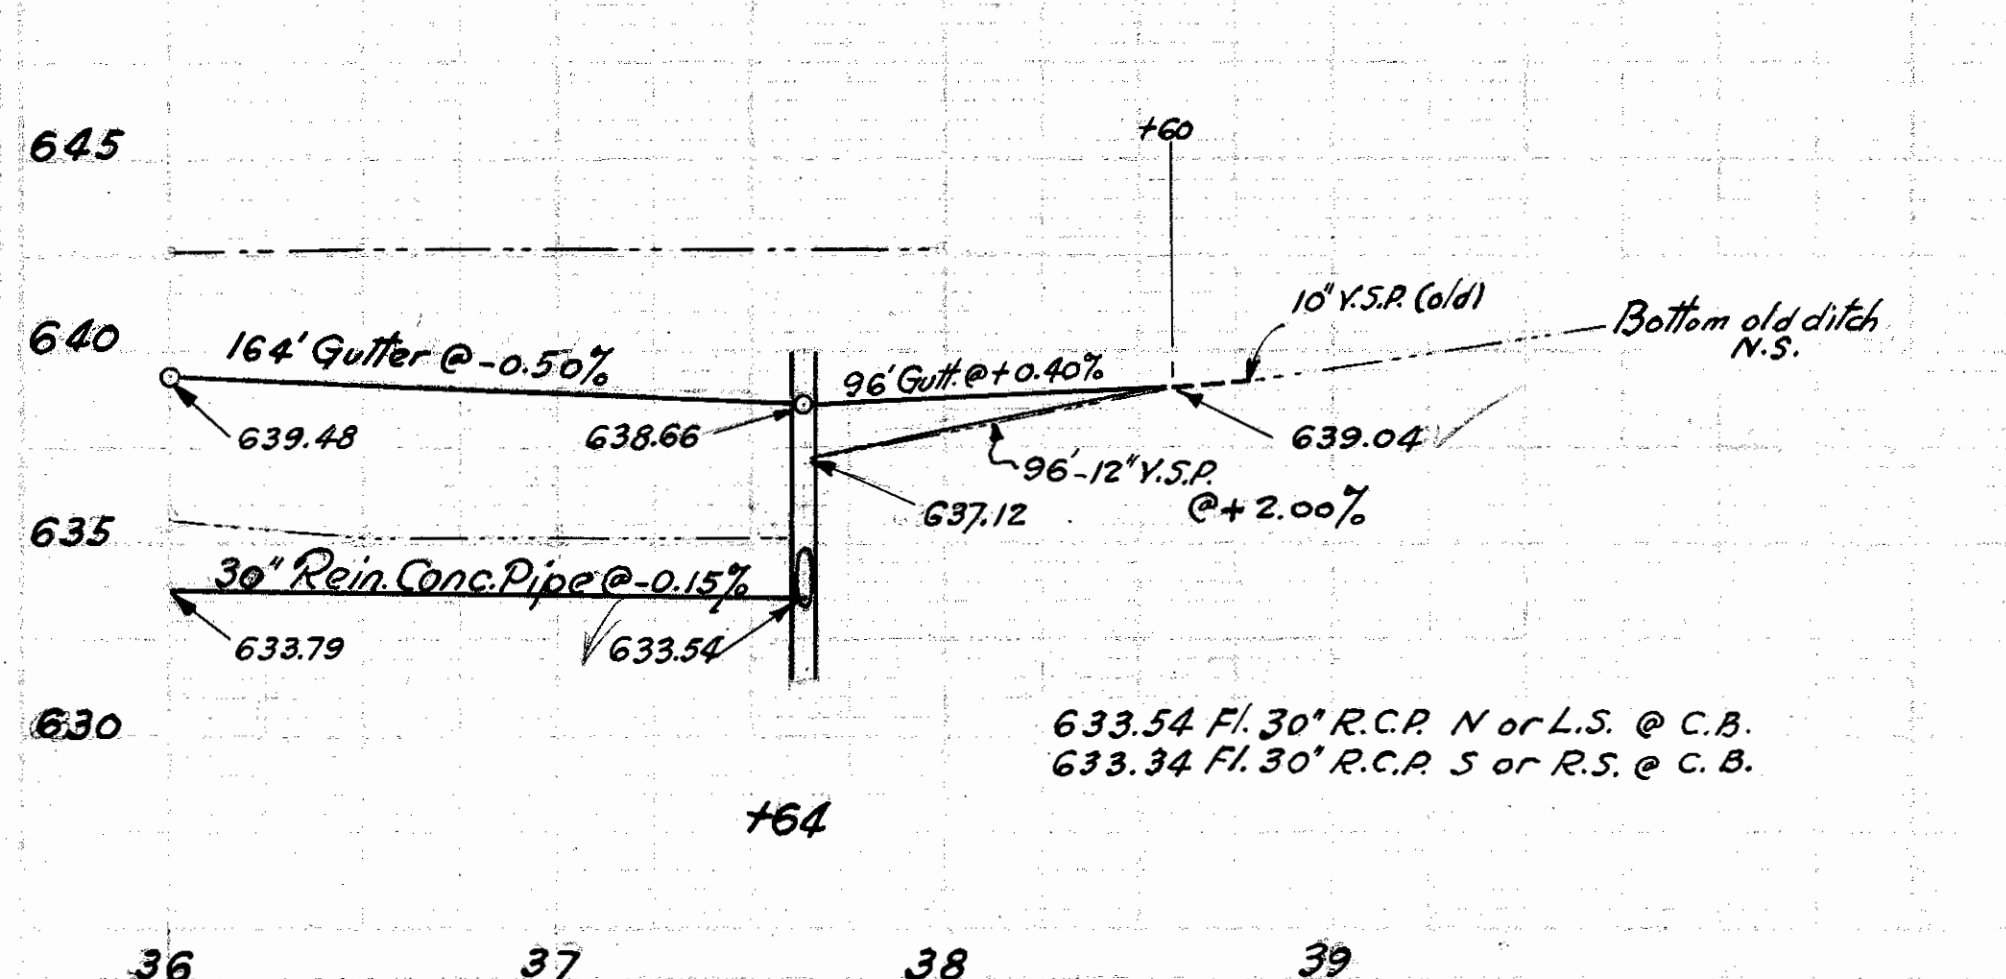 645
+60
10" V.S.P. (old)
Bottom old ditch
N.S.
640
164' Gutter @ -0.50%
96' Gutt. @ + 0.40%
639.48
638.66
639.04
96'-12" V.S.P.
@ + 2.00%
637.12
635
30" Rein. Conc. Pipe @ -0.15%
633.79
633.54
630
633.54 Fl. 30" R.C.P. N or L.S. @ C.B.
633.34 Fl. 30" R.C.P. S or R.S. @ C.B.
+64
36 37 38 39